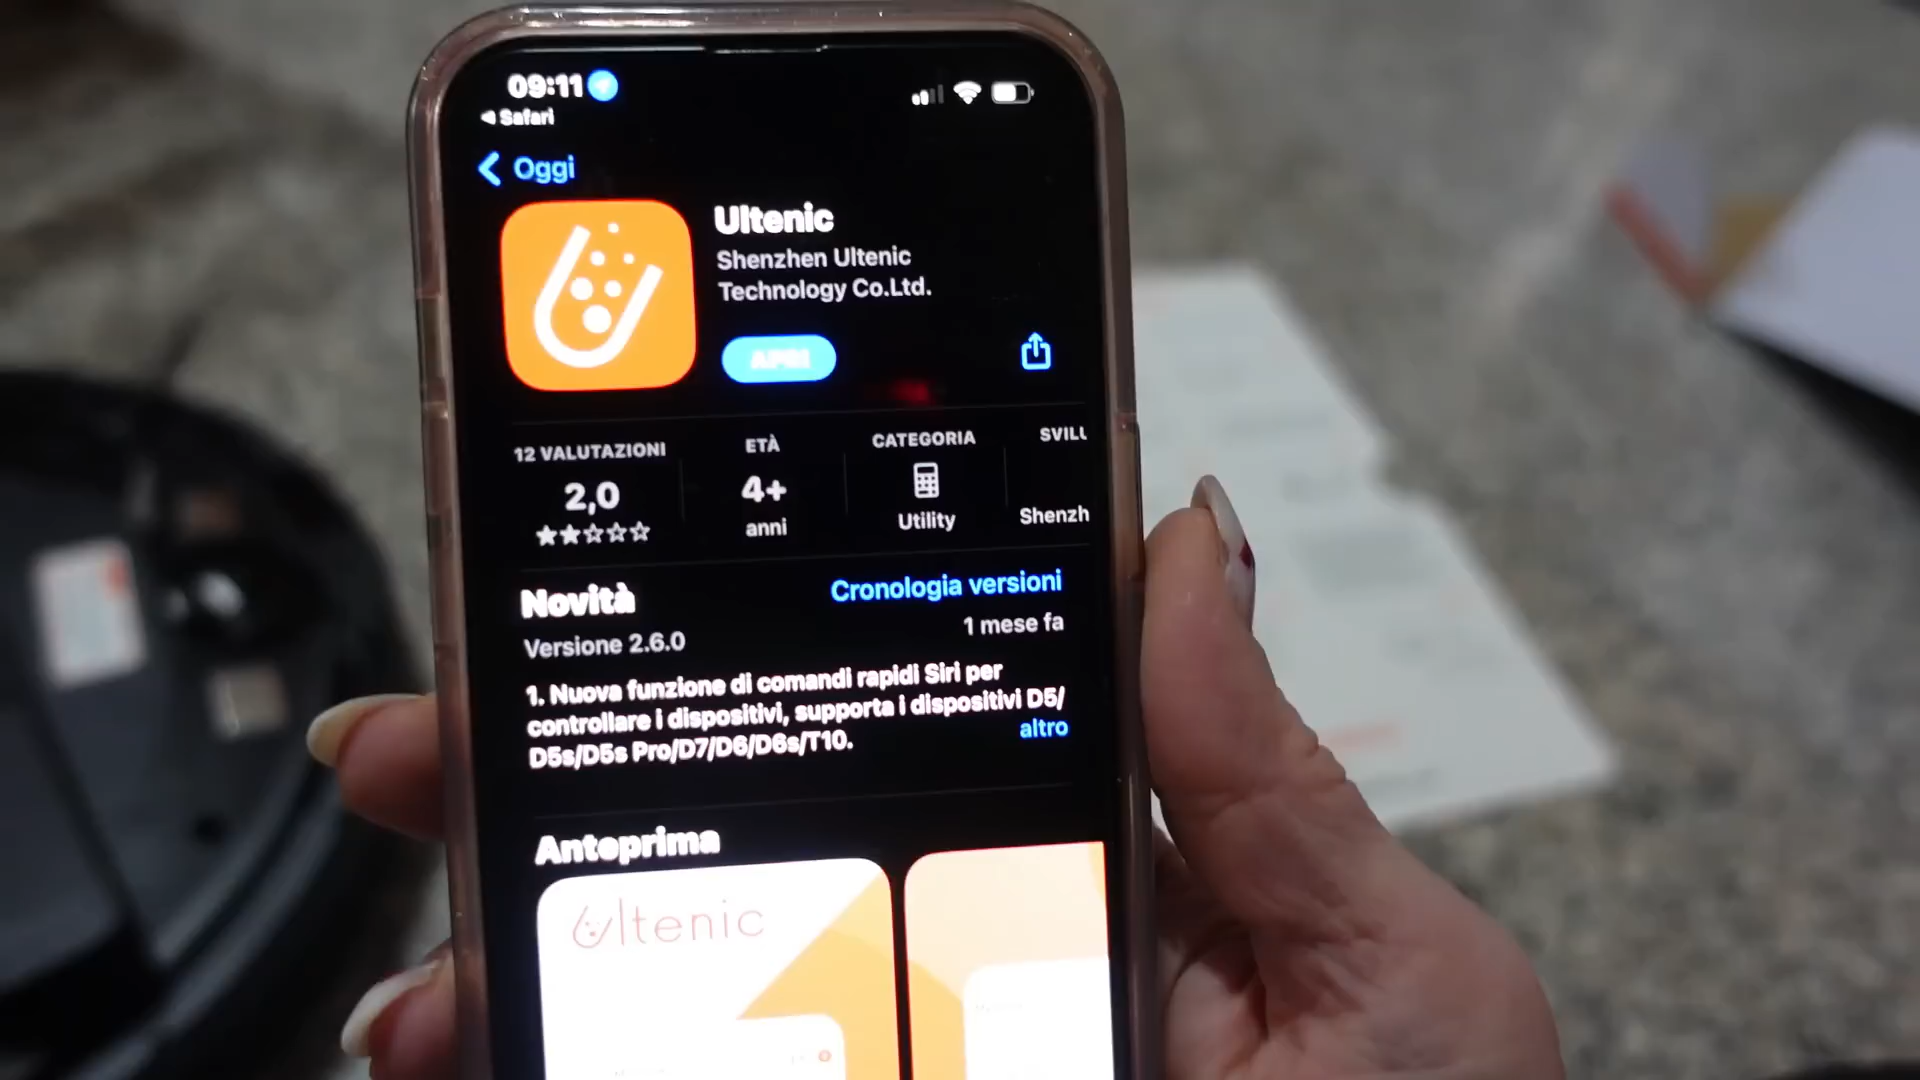 09:11
Safari
Oggi
Ultenic
Shenzhen Ultenic
Technology Co.Ltd.
APRI
12 VALUTAZIONI
2,0
ETÀ
4+
anni
CATEGORIA
Utility
SVILL
Shenzh
Novità
Cronologia versioni
Versione 2.6.0
1 mese fa
1. Nuova funzione di comandi rapidi Siri per
controllare i dispositivi, supporta i dispositivi D5/
D5s/D5s Pro/D7/D6/D6s/T10.
altro
Anteprima
Ultenic